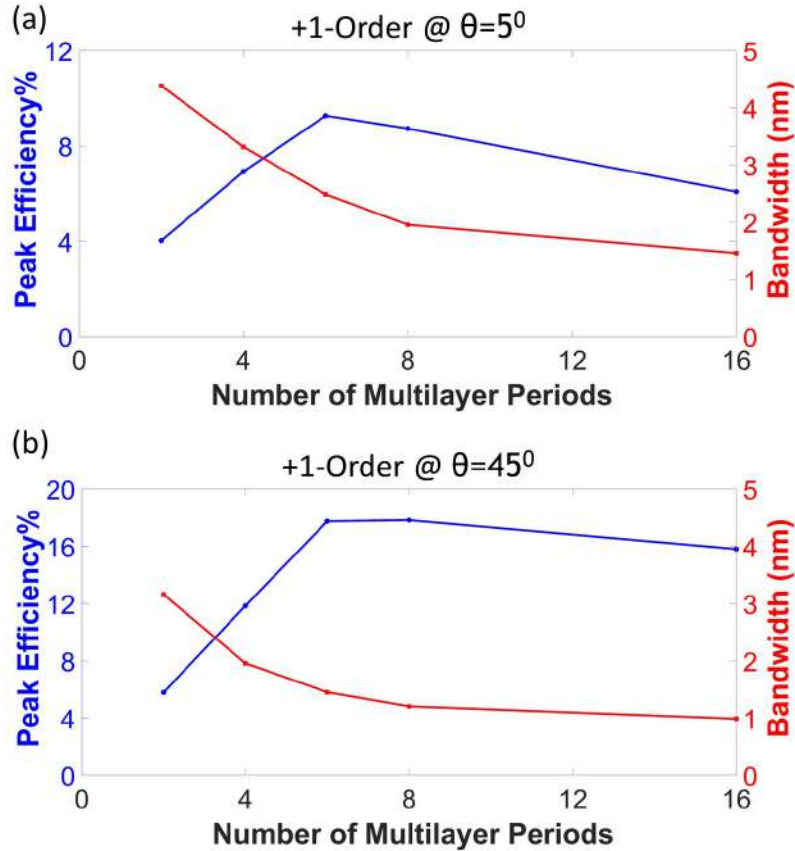 (a)
+1-Order @ θ=5⁰
Peak Efficiency%
12
8
4
0
0 4 8 12 16
Number of Multilayer Periods
5
4
3
2
1
0
Bandwidth (nm)
(b)
+1-Order @ θ=45⁰
Peak Efficiency%
20
16
12
8
4
0
0 4 8 12 16
Number of Multilayer Periods
5
4
3
2
1
0
Bandwidth (nm)